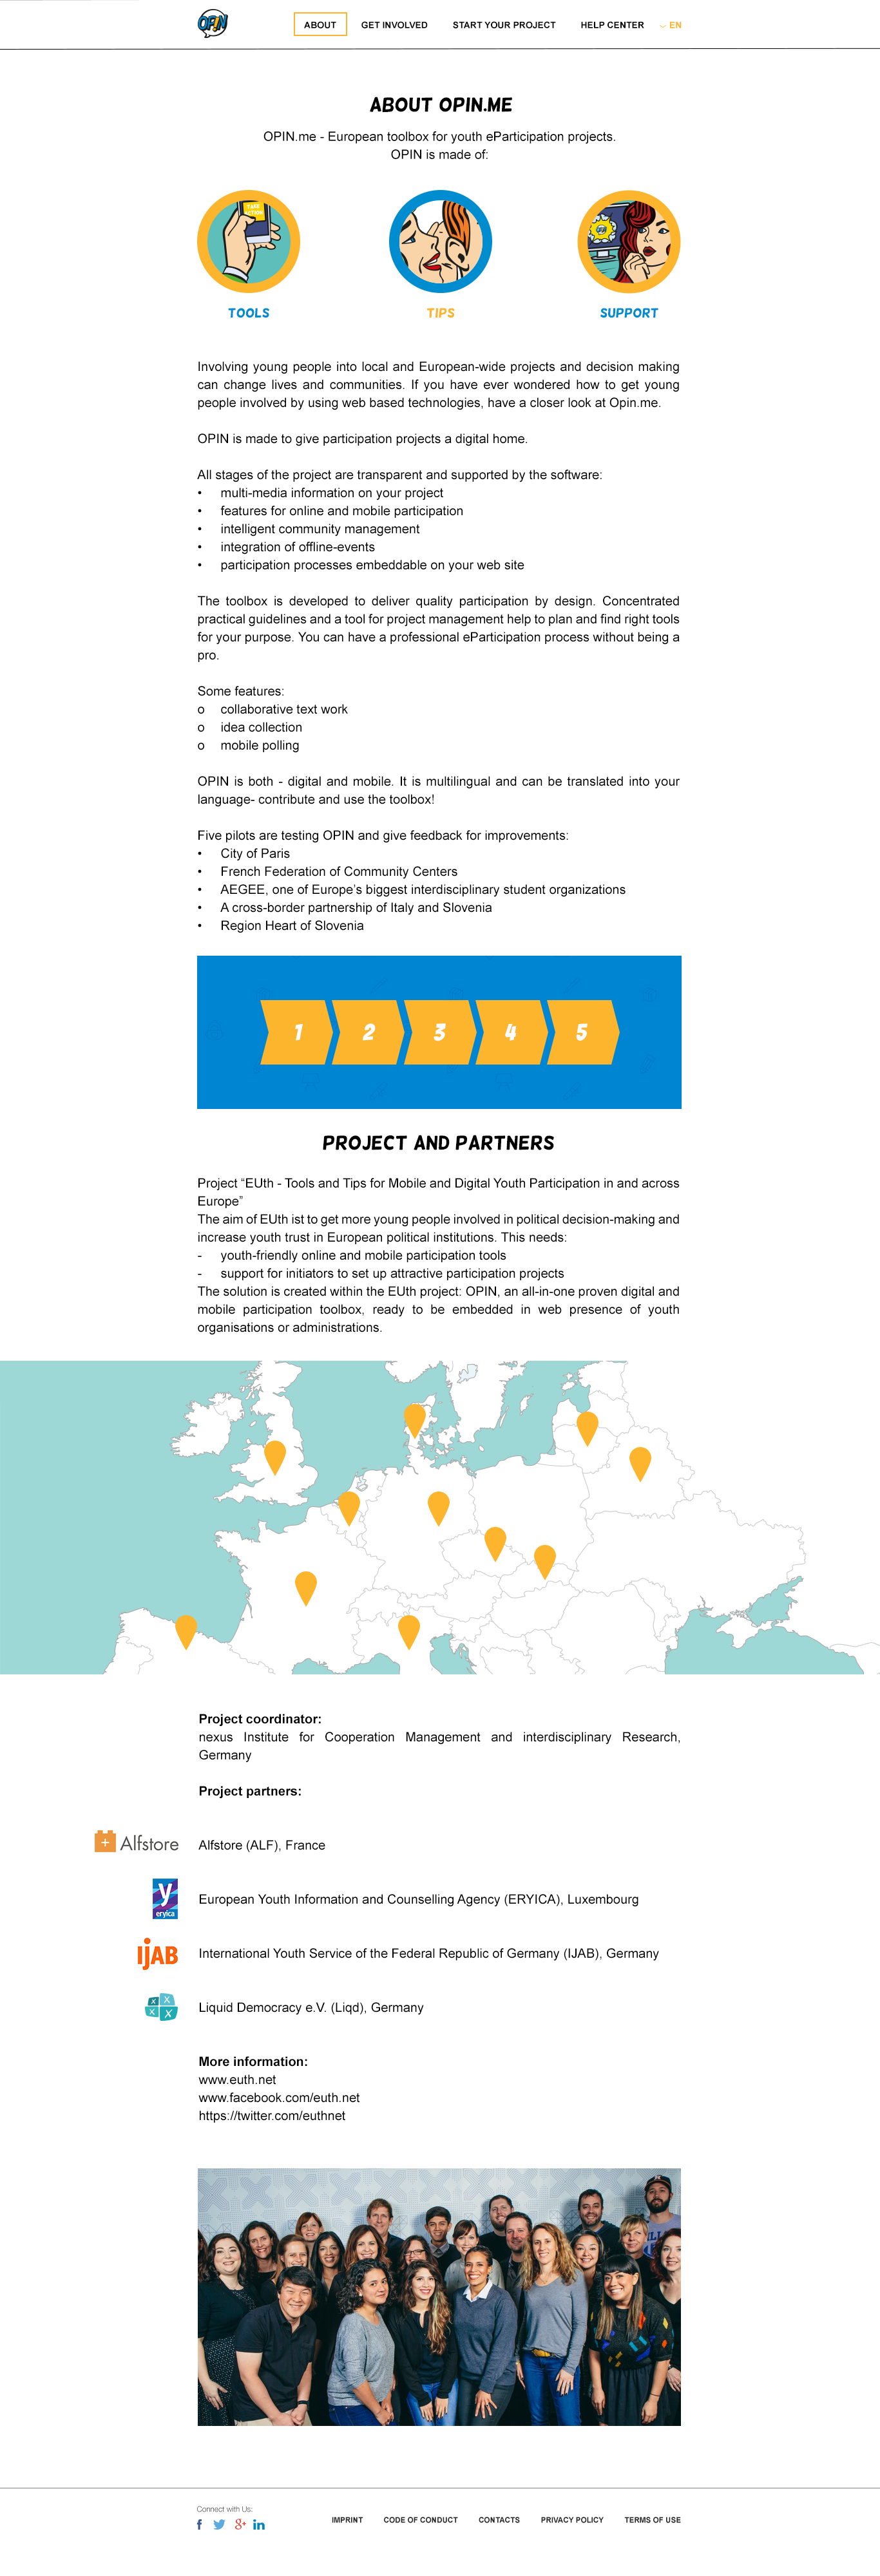 OPIN
ABOUT
GET INVOLVED
START YOUR PROJECT
HELP CENTER
EN
ABOUT OPIN.ME
OPIN.me - European toolbox for youth eParticipation projects.
OPIN is made of:
TOOLS
TIPS
SUPPORT
Involving young people into local and European-wide projects and decision making
can change lives and communities. If you have ever wondered how to get young
people involved by using web based technologies, have a closer look at Opin.me.
OPIN is made to give participation projects a digital home.
All stages of the project are transparent and supported by the software:
• multi-media information on your project
• features for online and mobile participation
• intelligent community management
• integration of offline-events
• participation processes embeddable on your web site
The toolbox is developed to deliver quality participation by design. Concentrated
practical guidelines and a tool for project management help to plan and find right tools
for your purpose. You can have a professional eParticipation process without being a
pro.
Some features:
o collaborative text work
o idea collection
o mobile polling
OPIN is both - digital and mobile. It is multilingual and can be translated into your
language- contribute and use the toolbox!
Five pilots are testing OPIN and give feedback for improvements:
• City of Paris
• French Federation of Community Centers
• AEGEE, one of Europe's biggest interdisciplinary student organizations
• A cross-border partnership of Italy and Slovenia
• Region Heart of Slovenia
1
2
3
4
5
PROJECT AND PARTNERS
Project “EUth - Tools and Tips for Mobile and Digital Youth Participation in and across
Europe”
The aim of EUth ist to get more young people involved in political decision-making and
increase youth trust in European political institutions. This needs:
- youth-friendly online and mobile participation tools
- support for initiators to set up attractive participation projects
The solution is created within the EUth project: OPIN, an all-in-one proven digital and
mobile participation toolbox, ready to be embedded in web presence of youth
organisations or administrations.
Project coordinator:
nexus Institute for Cooperation Management and interdisciplinary Research,
Germany
Project partners:
Alfstore
Alfstore (ALF), France
y
eryica
European Youth Information and Counselling Agency (ERYICA), Luxembourg
IjAB
International Youth Service of the Federal Republic of Germany (IJAB), Germany
Liquid Democracy e.V. (Liqd), Germany
More information:
www.euth.net
www.facebook.com/euth.net
https://twitter.com/euthnet
Connect with Us:
IMPRINT
CODE OF CONDUCT
CONTACTS
PRIVACY POLICY
TERMS OF USE